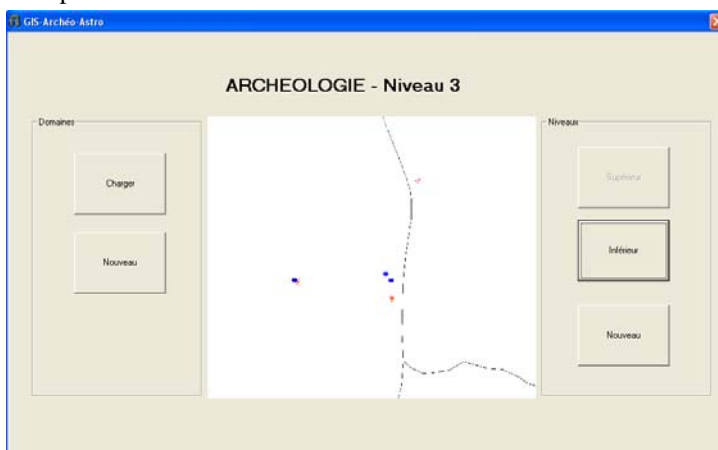 GIS-Archéo-Astro
ARCHEOLOGIE - Niveau 3
Domaines
Charger
Nouveau
Niveaux
Supérieur
Inférieur
Nouveau